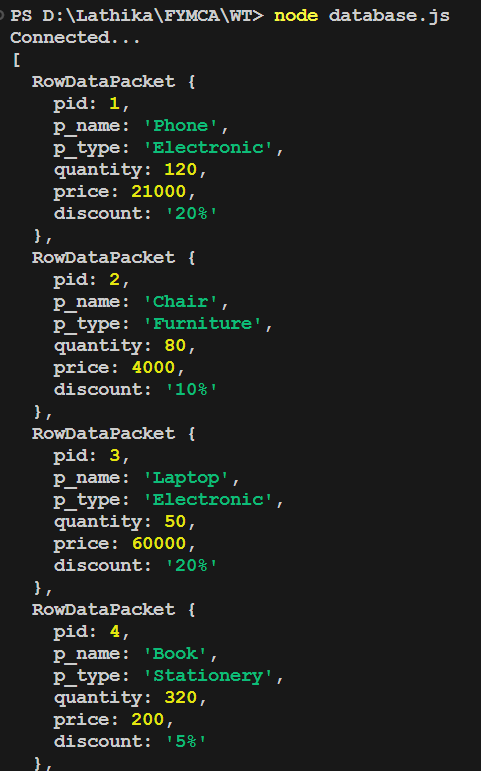 PS D:\Lathika\FYMCA\WT> node database.js
Connected...
[
  RowDataPacket {
    pid: 1,
    p_name: 'Phone',
    p_type: 'Electronic',
    quantity: 120,
    price: 21000,
    discount: '20%'
  },
  RowDataPacket {
    pid: 2,
    p_name: 'Chair',
    p_type: 'Furniture',
    quantity: 80,
    price: 4000,
    discount: '10%'
  },
  RowDataPacket {
    pid: 3,
    p_name: 'Laptop',
    p_type: 'Electronic',
    quantity: 50,
    price: 60000,
    discount: '20%'
  },
  RowDataPacket {
    pid: 4,
    p_name: 'Book',
    p_type: 'Stationery',
    quantity: 320,
    price: 200,
    discount: '5%'
  },